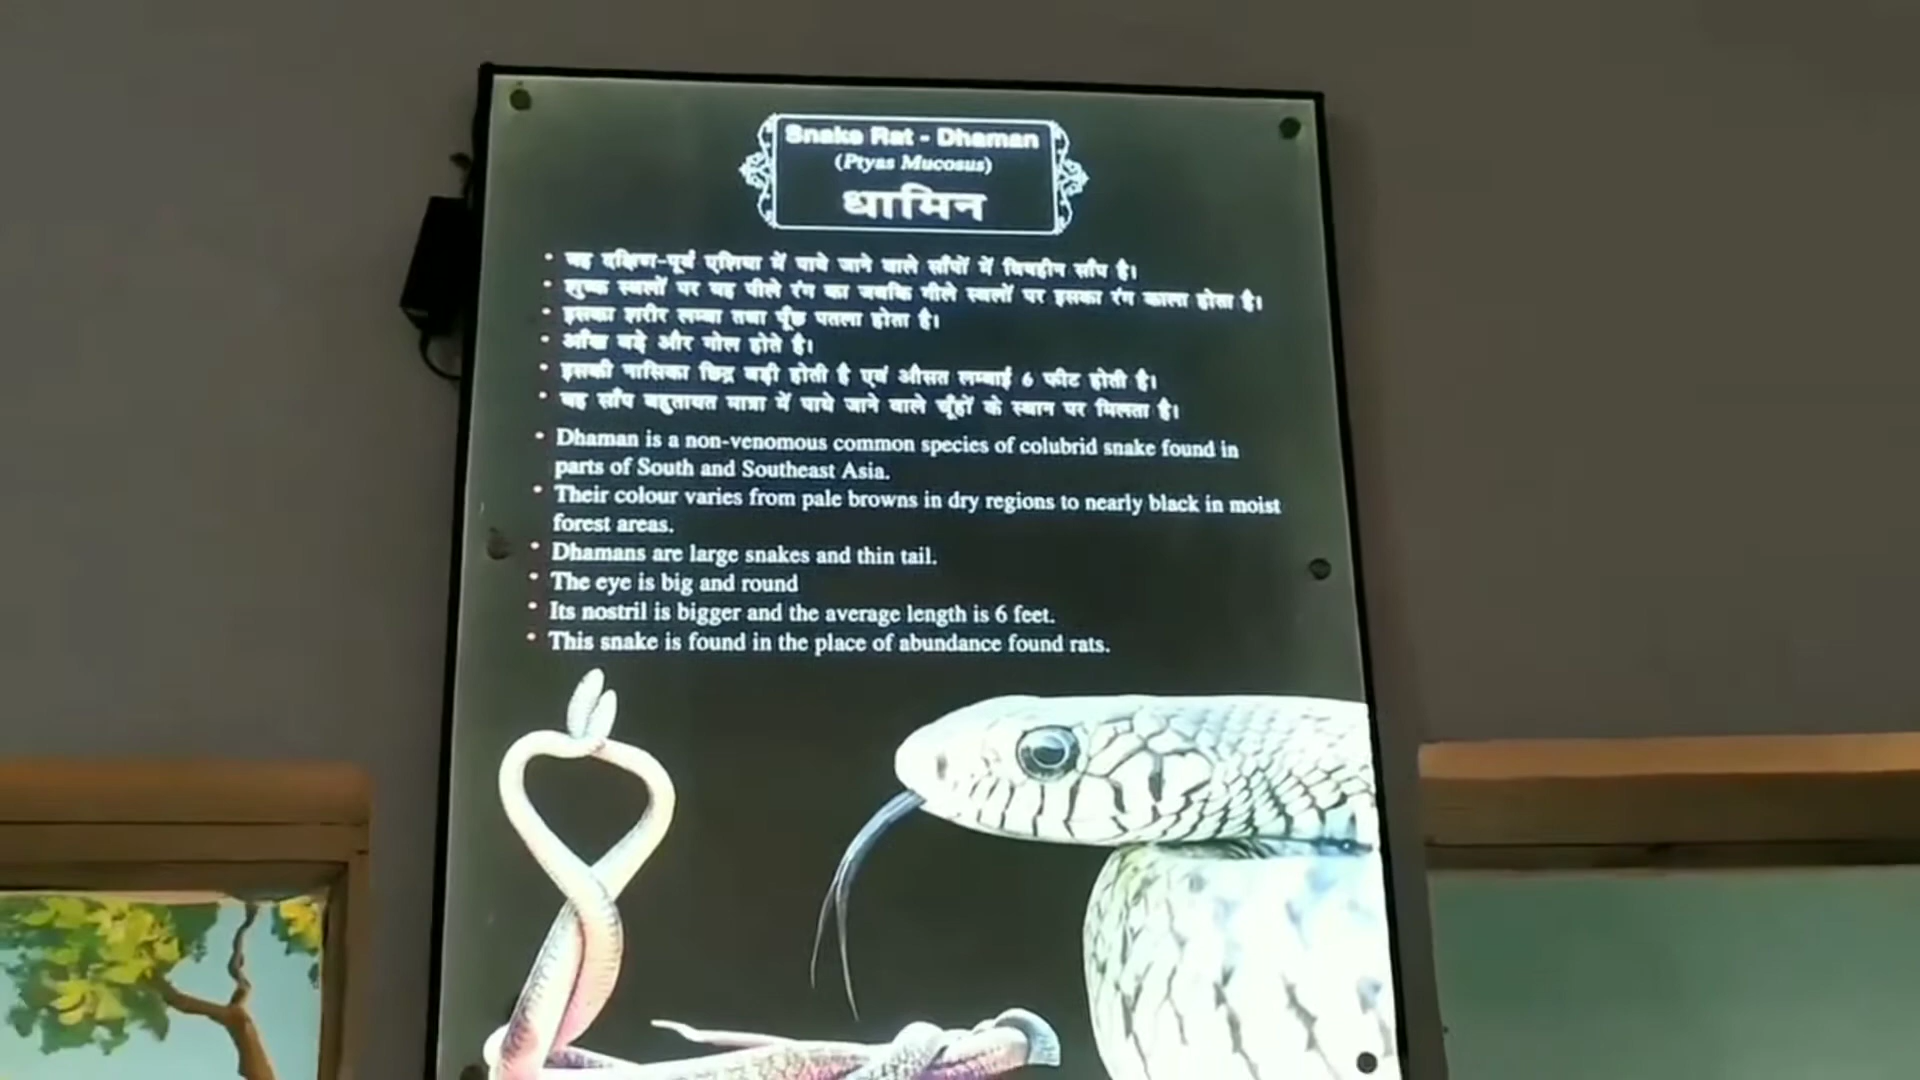 Snake Rat - Dhaman
(Ptyas Mucosus)
धामिन
• यह दक्षिण-पूर्व एशिया में पाये जाने वाले साँपों में विषहीन साँप है।
• शुष्क स्थलों पर यह पीले रंग का जबकि गीले स्थलों पर इसका रंग काला होता है।
• इसका शरीर लम्बा तथा पूँछ पतला होता है।
• आँख बड़े और गोल होते है।
• इसकी नासिका छिद्र बड़ी होती है एवं औसत लम्बाई 6 फीट होती है।
• यह साँप बहुतायत मात्रा में पाये जाने वाले चूँहों के स्थान पर मिलता है।
• Dhaman is a non-venomous common species of colubrid snake found in
parts of South and Southeast Asia.
• Their colour varies from pale browns in dry regions to nearly black in moist
forest areas.
• Dhamans are large snakes and thin tail.
• The eye is big and round
• Its nostril is bigger and the average length is 6 feet.
• This snake is found in the place of abundance found rats.